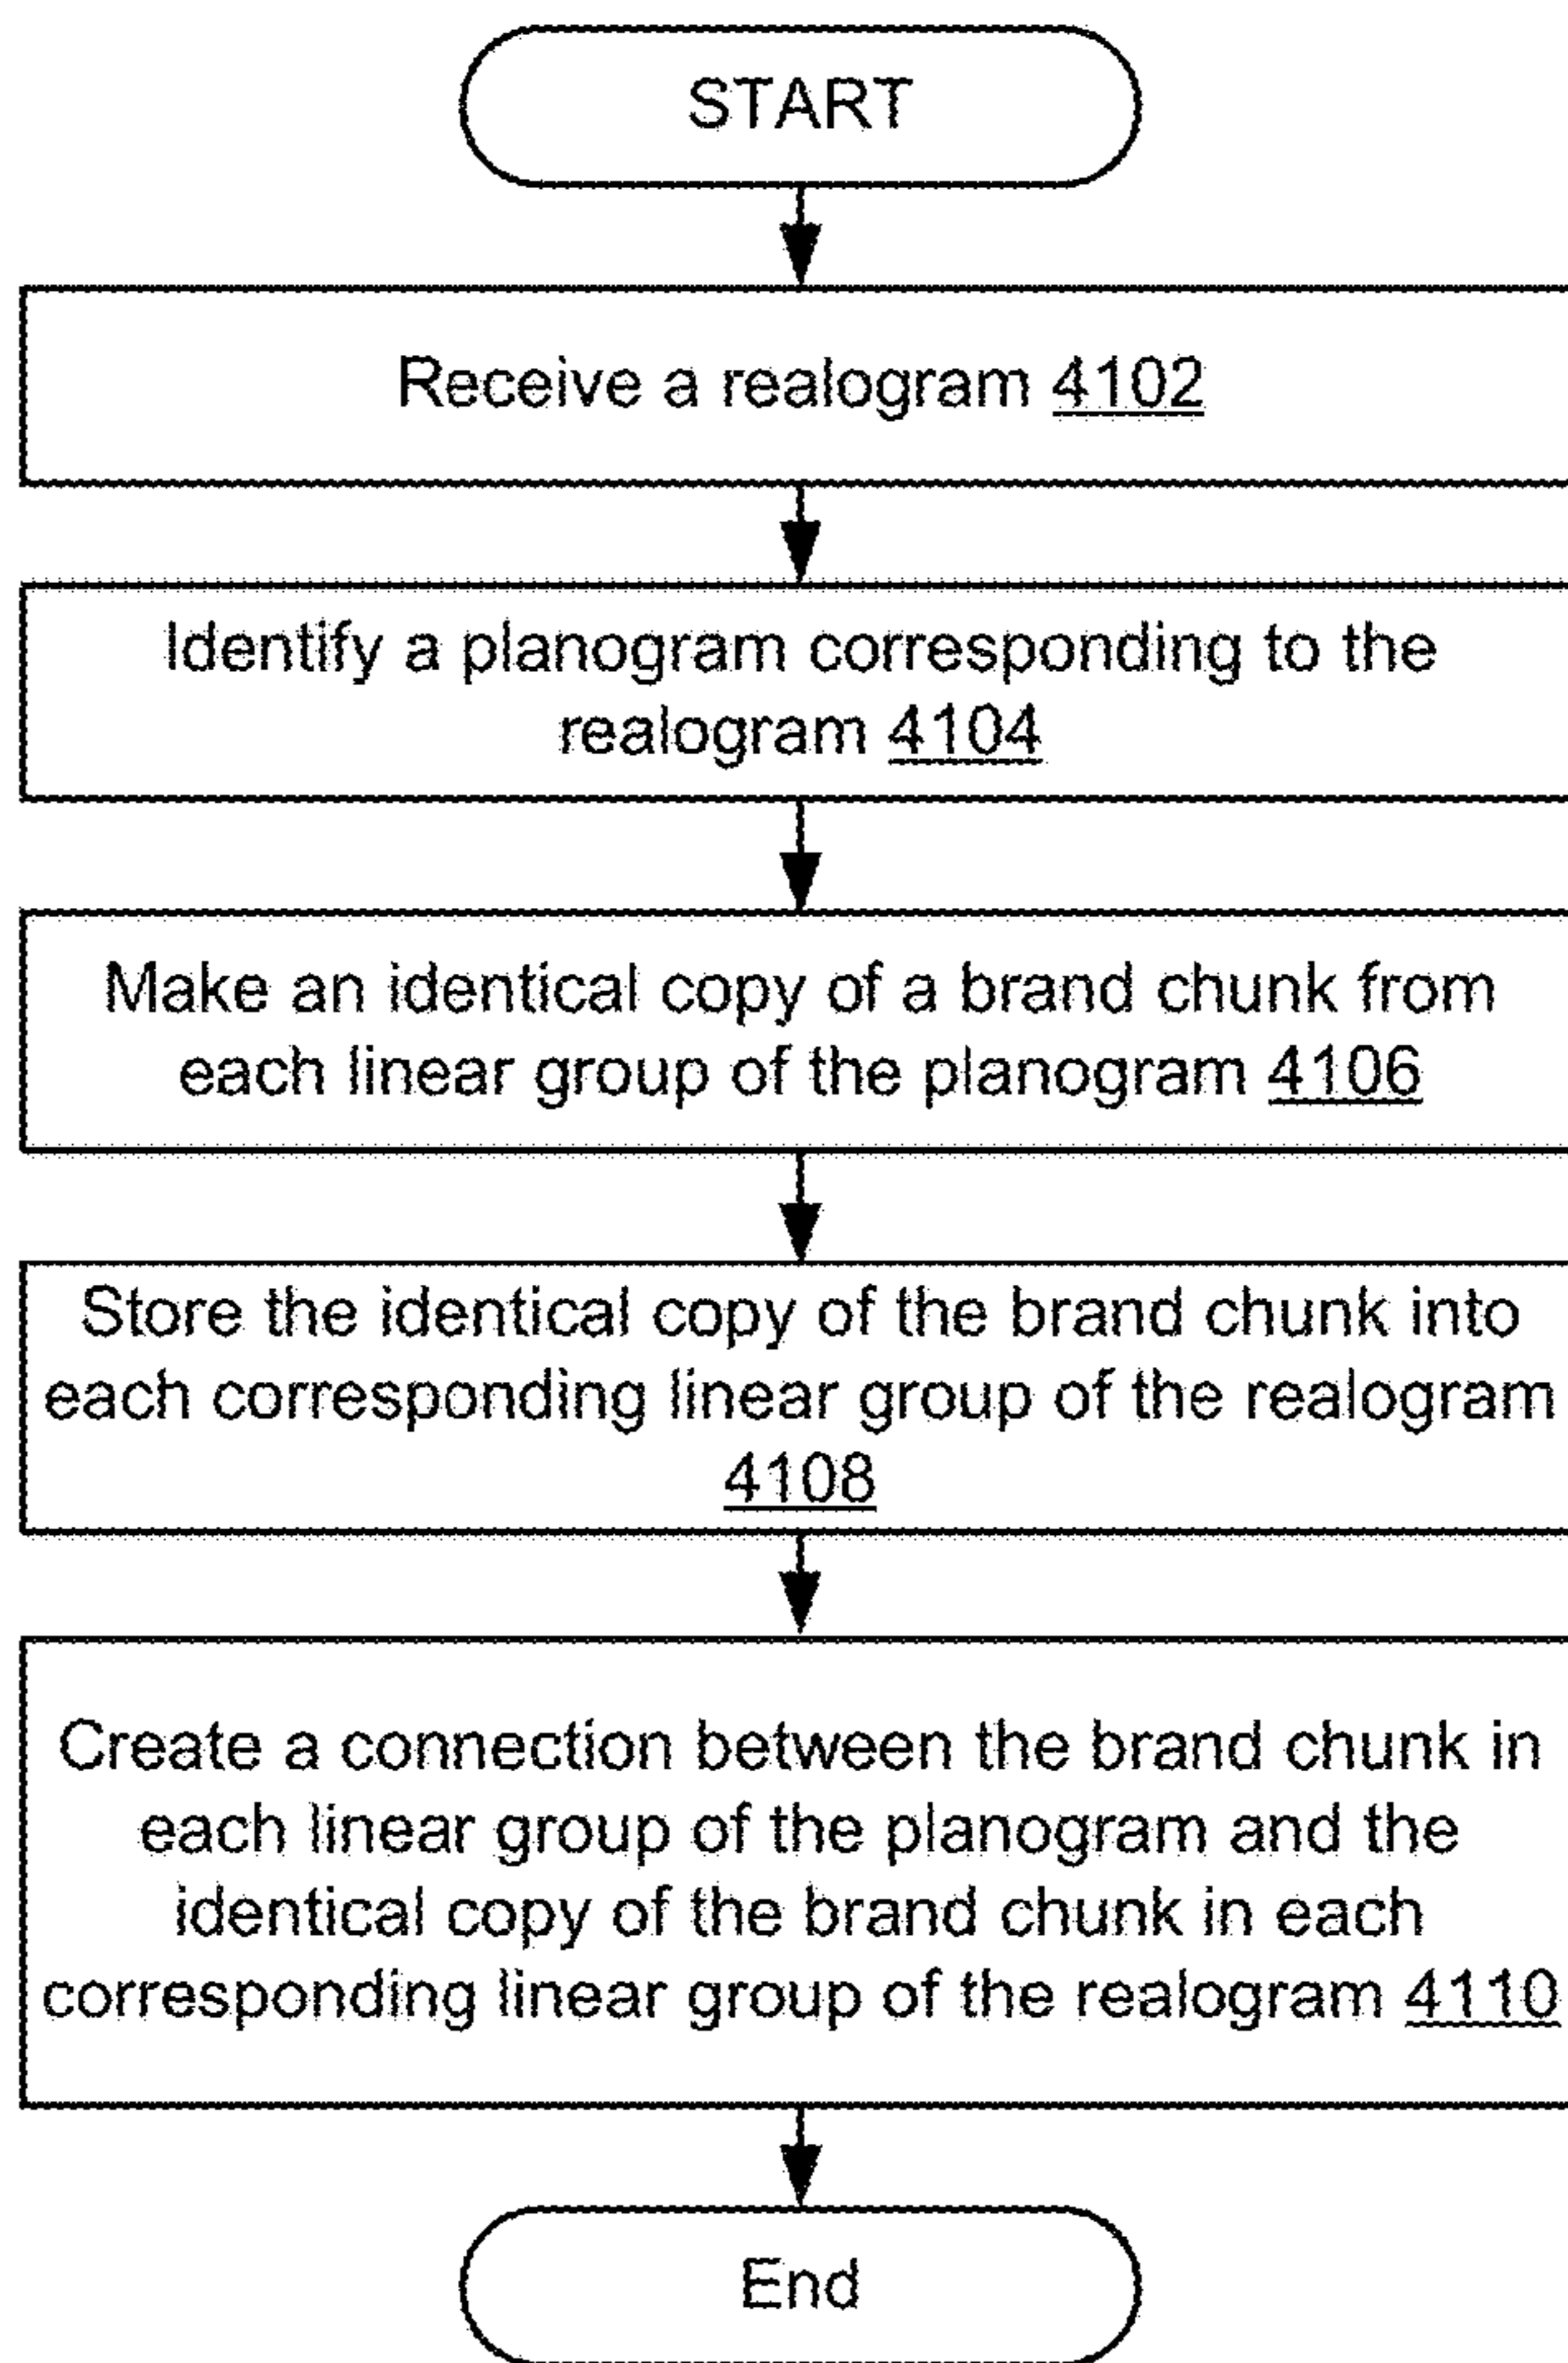 START
Receive a realogram 4102
Identify a planogram corresponding to the
realogram 4104
Make an identical copy of a brand chunk from
each linear group of the planogram 4106
Store the identical copy of the brand chunk into
each corresponding linear group of the realogram
4108
Create a connection between the brand chunk in
each linear group of the planogram and the
identical copy of the brand chunk in each
corresponding linear group of the realogram 4110
End